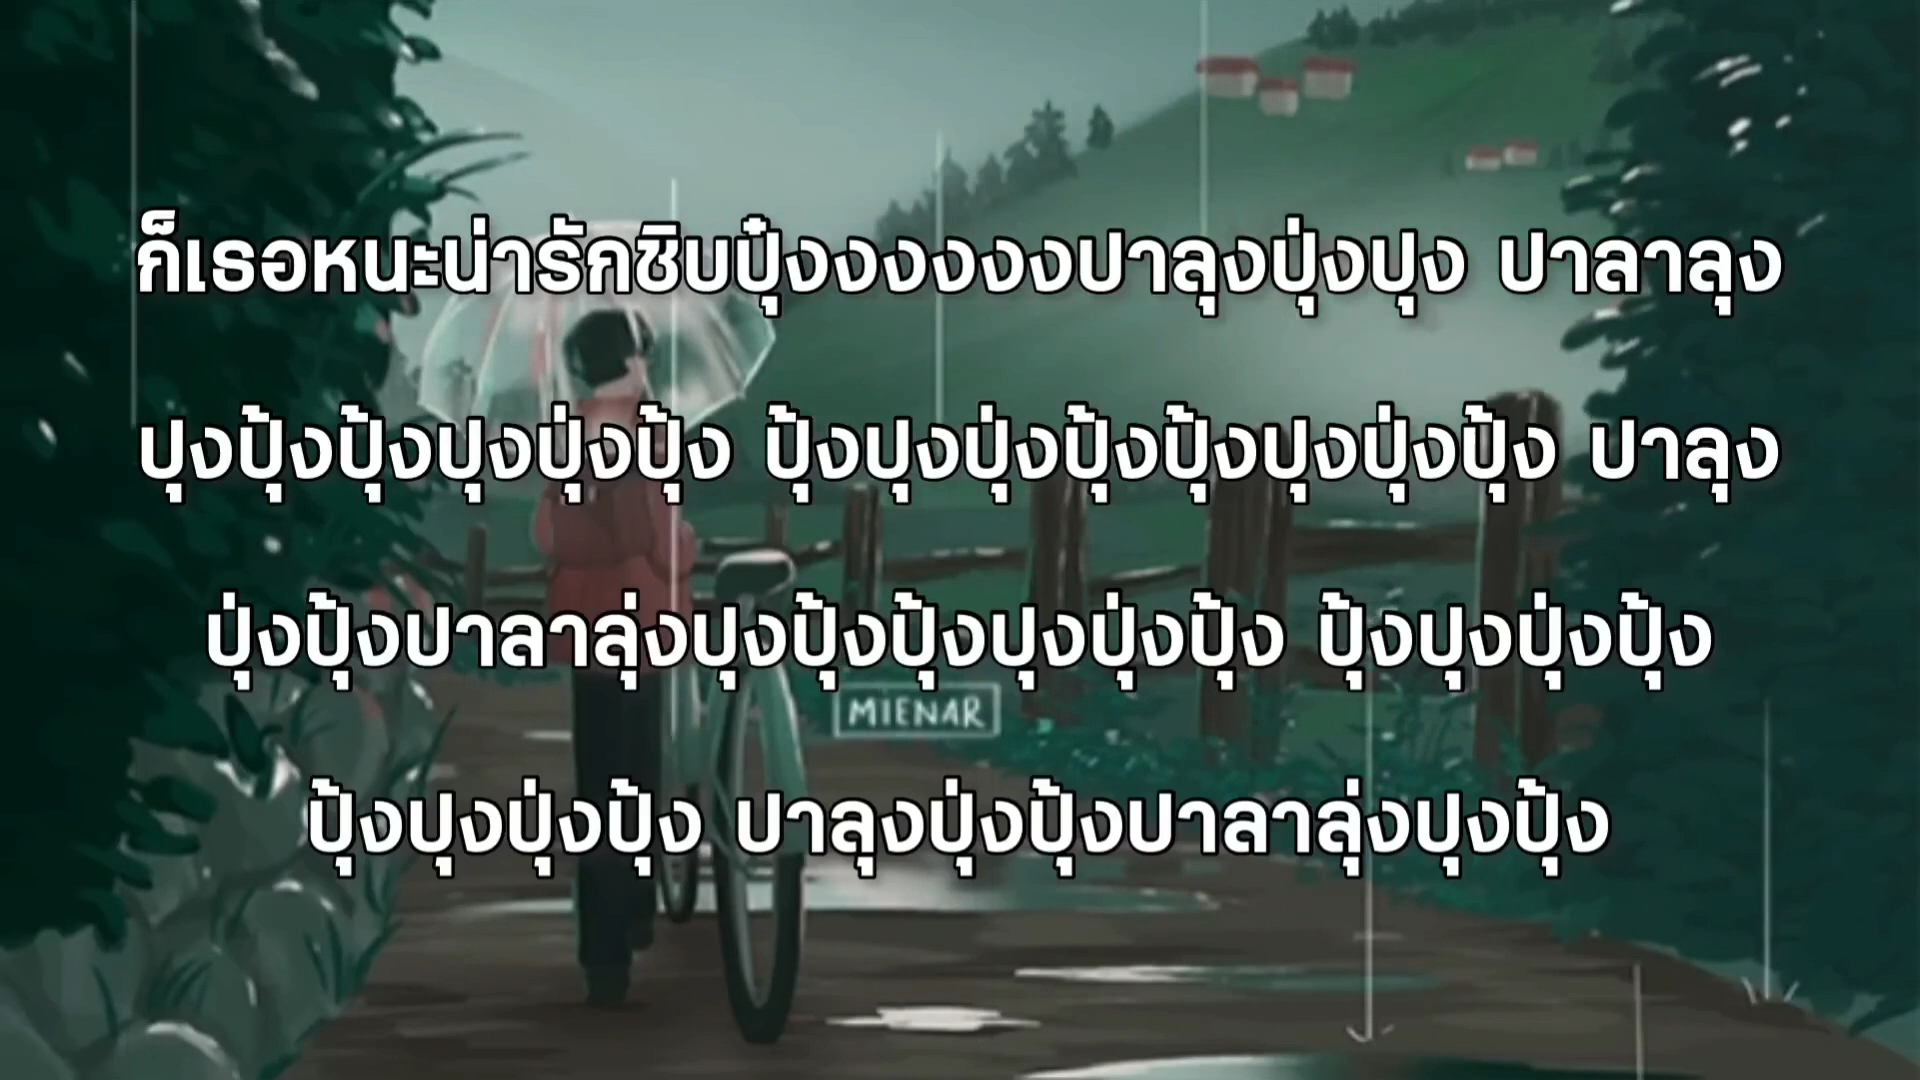 ก็เธอหนะน่ารักชิบปุ๋งงงงงงปาลุงปุ่งปุง ปาลาลุง
ปุงปุ้งปุ้งปุงปุ่งปุ้ง ปุ้งปุงปุ่งปุ้งปุ้งปุงปุ่งปุ้ง ปาลุง
ปุ่งปุ้งปาลาลุ่งปุงปุ้งปุ้งปุงปุ่งปุ้ง ปุ้งปุงปุ่งปุ้ง
MIENAR
ปุ้งปุงปุ่งปุ้ง ปาลุงปุ่งปุ้งปาลาลุ่งปุงปุ้ง